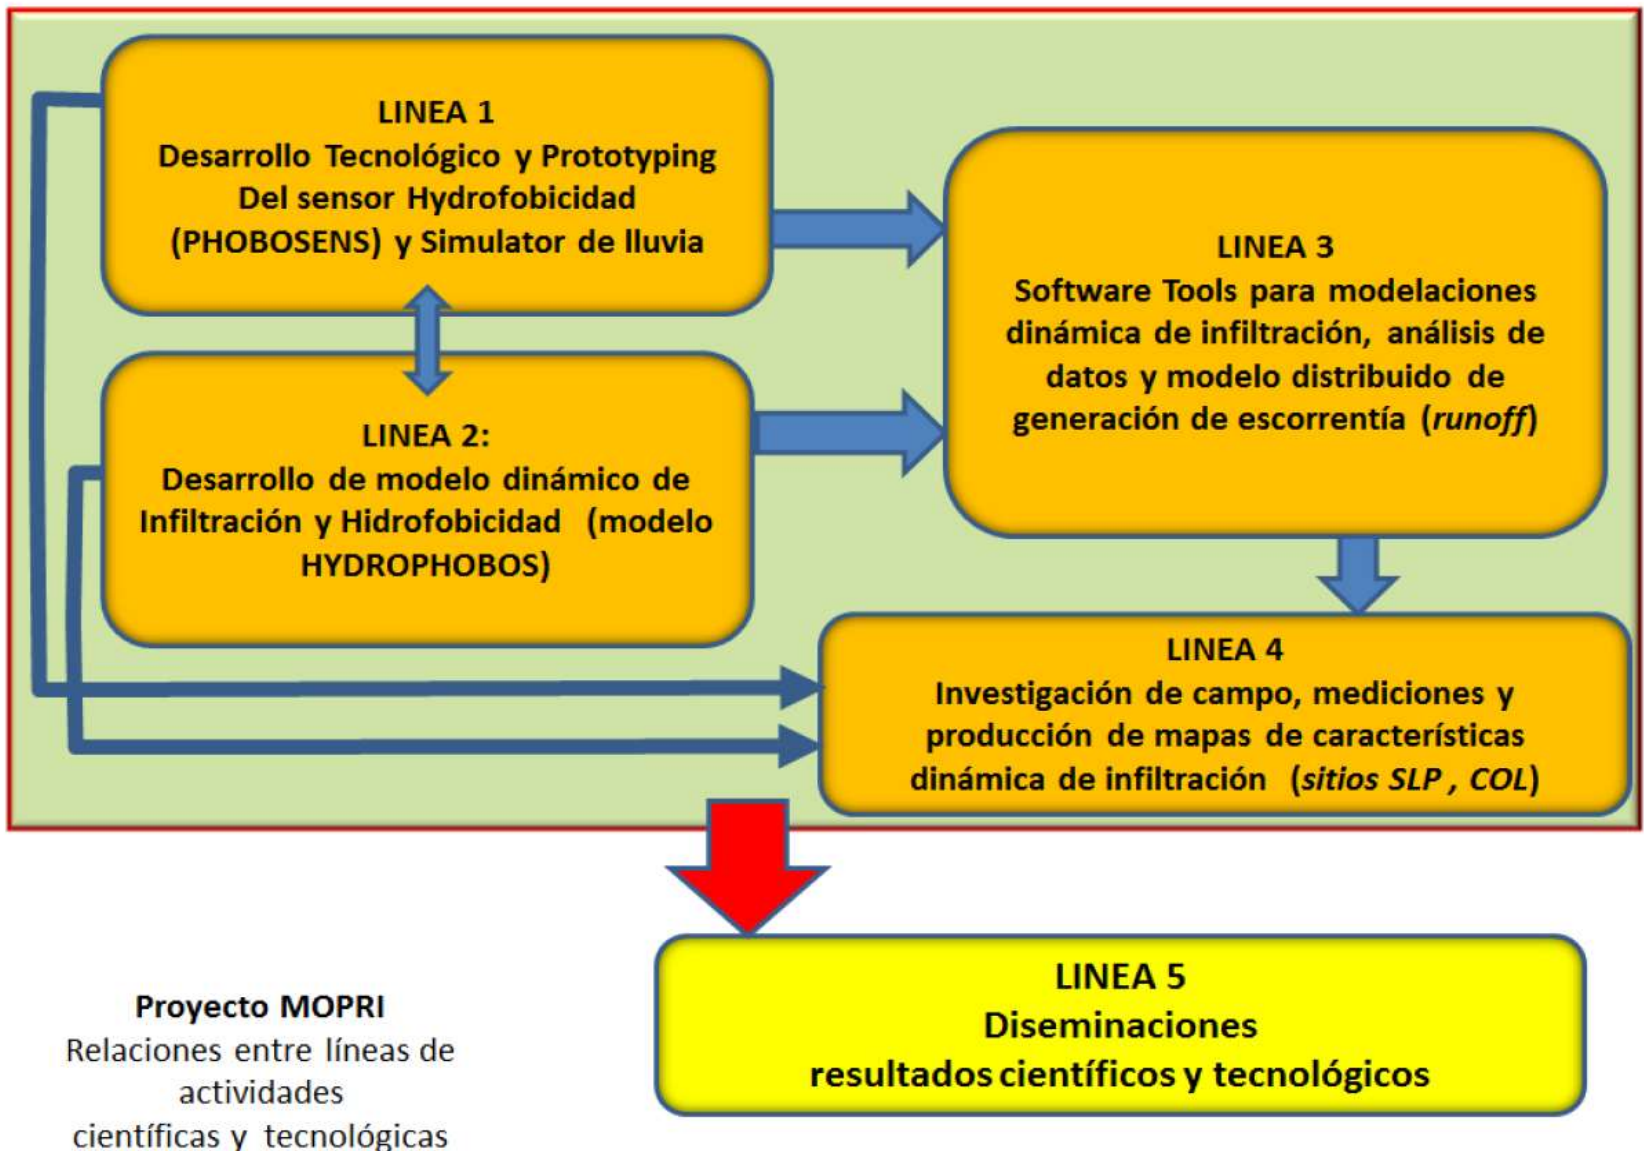 LINEA 1
Desarrollo Tecnológico y Prototyping
Del sensor Hydrofobicidad
(PHOBOSENS) y Simulator de lluvia
LINEA 2:
Desarrollo de modelo dinámico de
Infiltración y Hidrofobicidad (modelo
HYDROPHOBOS)
LINEA 3
Software Tools para modelaciones
dinámica de infiltración, análisis de
datos y modelo distribuido de
generación de escorrentía (runoff)
LINEA 4
Investigación de campo, mediciones y
producción de mapas de características
dinámica de infiltración (sitios SLP , COL)
LINEA 5
Diseminaciones
resultados científicos y tecnológicos
Proyecto MOPRI
Relaciones entre líneas de
actividades
científicas y tecnológicas